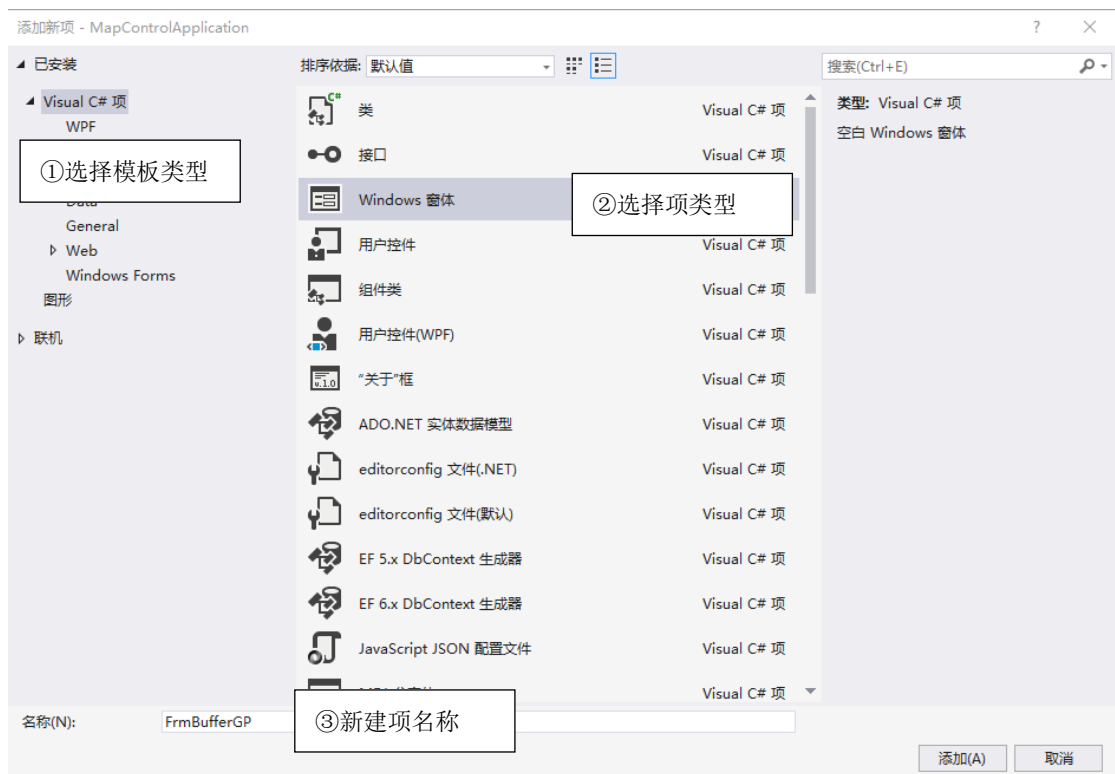 添加新项 - MapControlApplication ? ×
已安装
排序依据: 默认值
搜索(Ctrl+E)
Visual C# 项
WPF
①选择模板类型
Data
General
Web
Windows Forms
图形
联机
类 Visual C# 项
接口 Visual C# 项
Windows 窗体
②选择项类型
用户控件 Visual C# 项
组件类 Visual C# 项
用户控件(WPF) Visual C# 项
“关于”框 Visual C# 项
ADO.NET 实体数据模型 Visual C# 项
editorconfig 文件(.NET) Visual C# 项
editorconfig 文件(默认) Visual C# 项
EF 5.x DbContext 生成器 Visual C# 项
EF 6.x DbContext 生成器 Visual C# 项
JavaScript JSON 配置文件 Visual C# 项
Visual C# 项
类型: Visual C# 项
空白 Windows 窗体
名称(N): FrmBufferGP
③新建项名称
添加(A) 取消